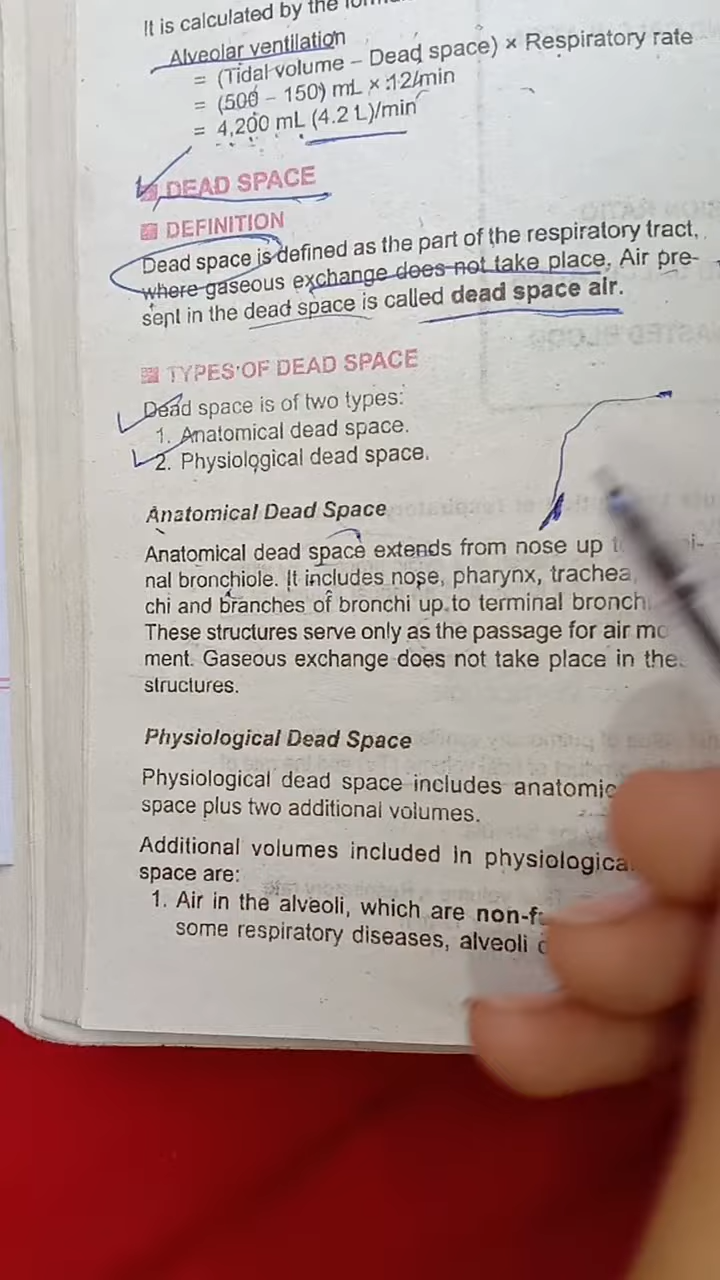 It is calculated by the
Alveolar ventilation
= (Tidal volume – Dead space) × Respiratory rate
= (500 – 150) mL × 12/min
= 4,200 mL (4.2 L)/min
DEAD SPACE
DEFINITION
Dead space is defined as the part of the respiratory tract,
where gaseous exchange does not take place. Air pre-
sent in the dead space is called dead space air.
TYPES OF DEAD SPACE
Dead space is of two types:
1. Anatomical dead space.
2. Physiological dead space.
Anatomical Dead Space
Anatomical dead space extends from nose up
nal bronchiole. It includes nose, pharynx, trachea,
chi and branches of bronchi up to terminal bronch
These structures serve only as the passage for air mo
ment. Gaseous exchange does not take place in the
structures.
Physiological Dead Space
Physiological dead space includes anatomic
space plus two additional volumes.
Additional volumes included in physiological
space are:
1. Air in the alveoli, which are non-f
some respiratory diseases, alveoli